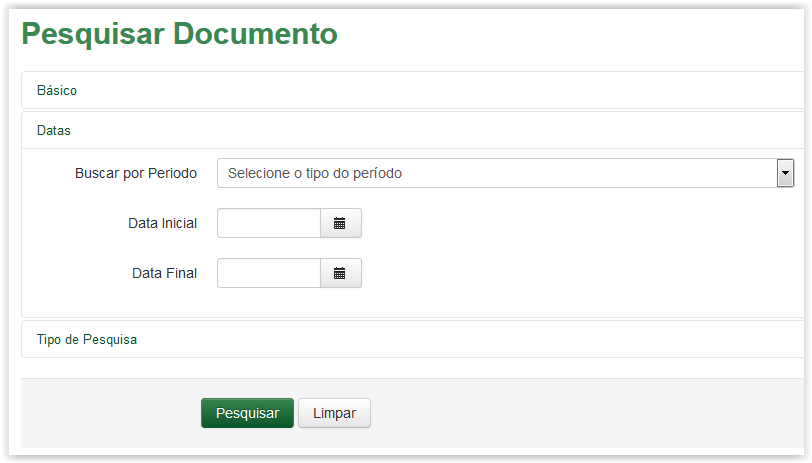 Pesquisar Documento
Básico
Datas
Buscar por Periodo Selecione o tipo do período
Data Inicial
Data Final
Tipo de Pesquisa
Pesquisar Limpar